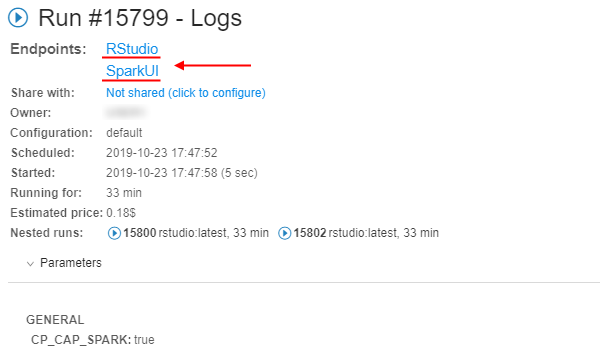 Run #15799 - Logs
Endpoints: RStudio
SparkUI
Share with: Not shared (click to configure)
Owner:
Configuration: default
Scheduled: 2019-10-23 17:47:52
Started: 2019-10-23 17:47:58 (5 sec)
Running for: 33 min
Estimated price: 0.18$
Nested runs: 15800 rstudio:latest, 33 min 15802 rstudio:latest, 33 min
Parameters
GENERAL
CP_CAP_SPARK: true